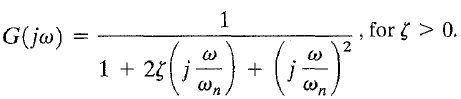 G(jω) = 1 / (1 + 2ζ(j ω/ωₙ) + (j ω/ωₙ)²) , for ζ > 0.